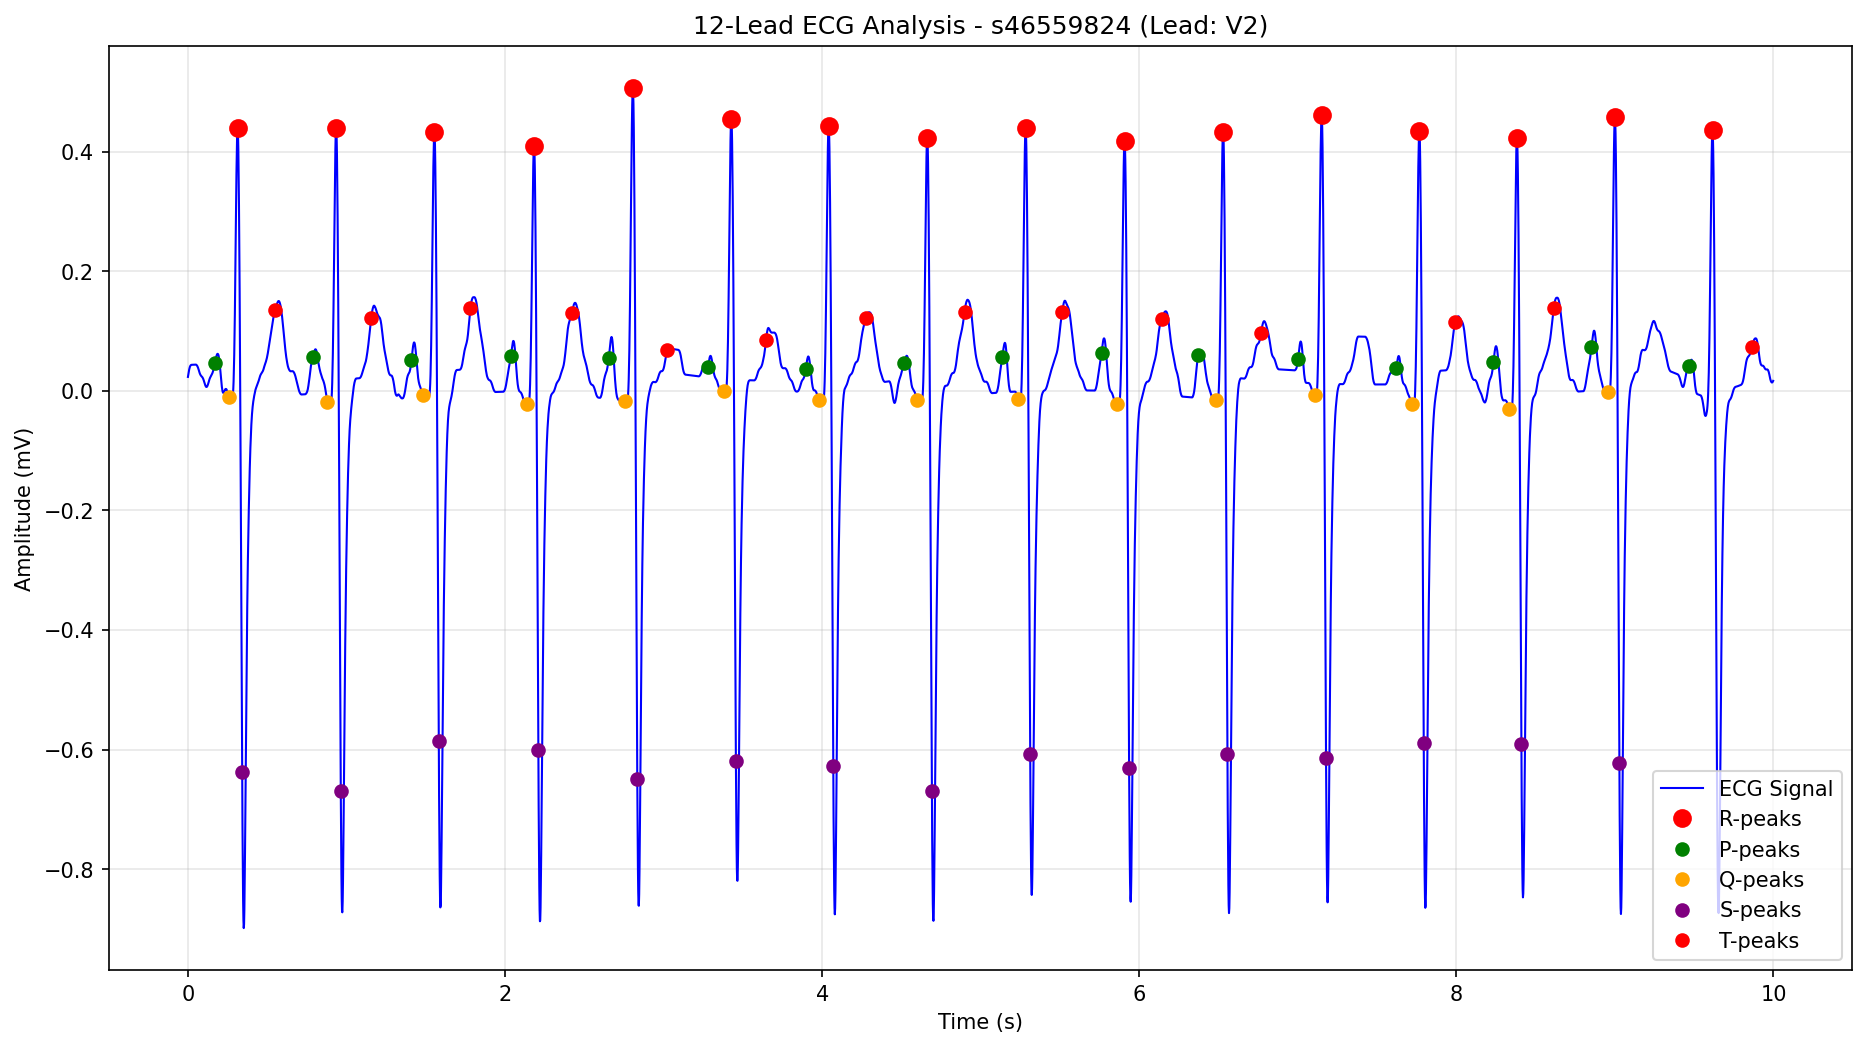 12-Lead ECG Analysis - s46559824 (Lead: V2)
Amplitude (mV)
0.4
0.2
0.0
−0.2
−0.4
−0.6
−0.8
ECG Signal
R-peaks
P-peaks
Q-peaks
S-peaks
T-peaks
0 2 4 6 8 10
Time (s)